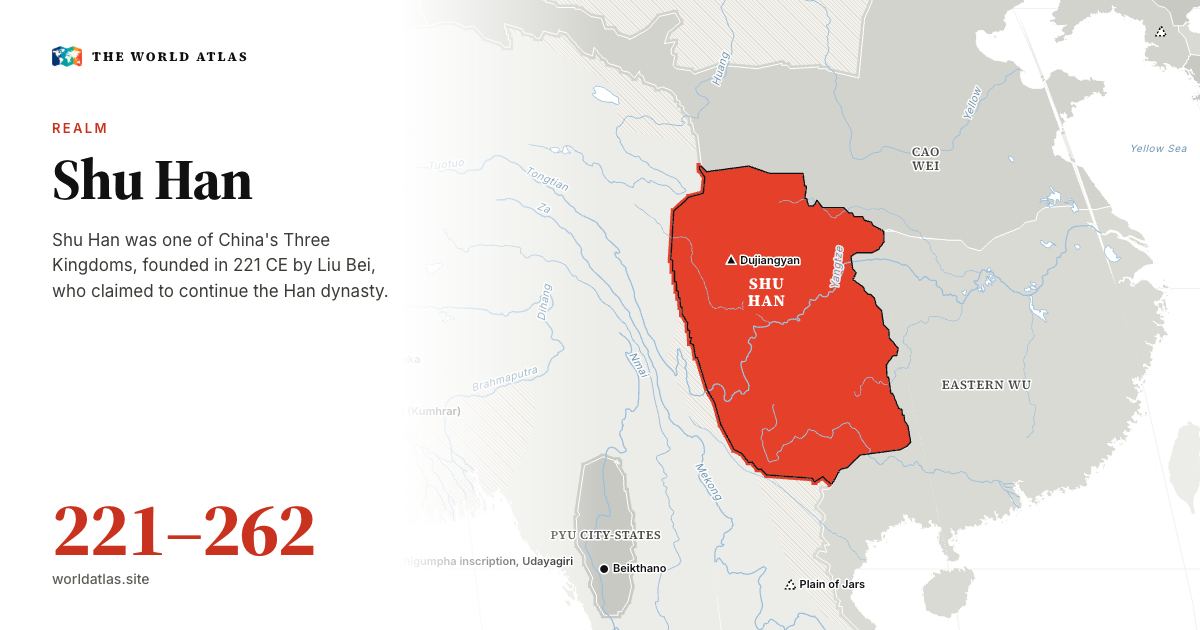 THE WORLD ATLAS
REALM
Shu Han
Shu Han was one of China's Three
Kingdoms, founded in 221 CE by Liu Bei,
who claimed to continue the Han dynasty.
221–262
worldatlas.site
Huang
Yellow
CAO
WEI
Yellow Sea
Tuotuo
Tongtian
Za
Dujiangyan
SHU
HAN
Yangtze
Dihang
Nmai
Brahmaputra
(Kumhrar)
EASTERN WU
Mekong
PYU CITY-STATES
inscription, Udayagiri
Beikthano
Plain of Jars